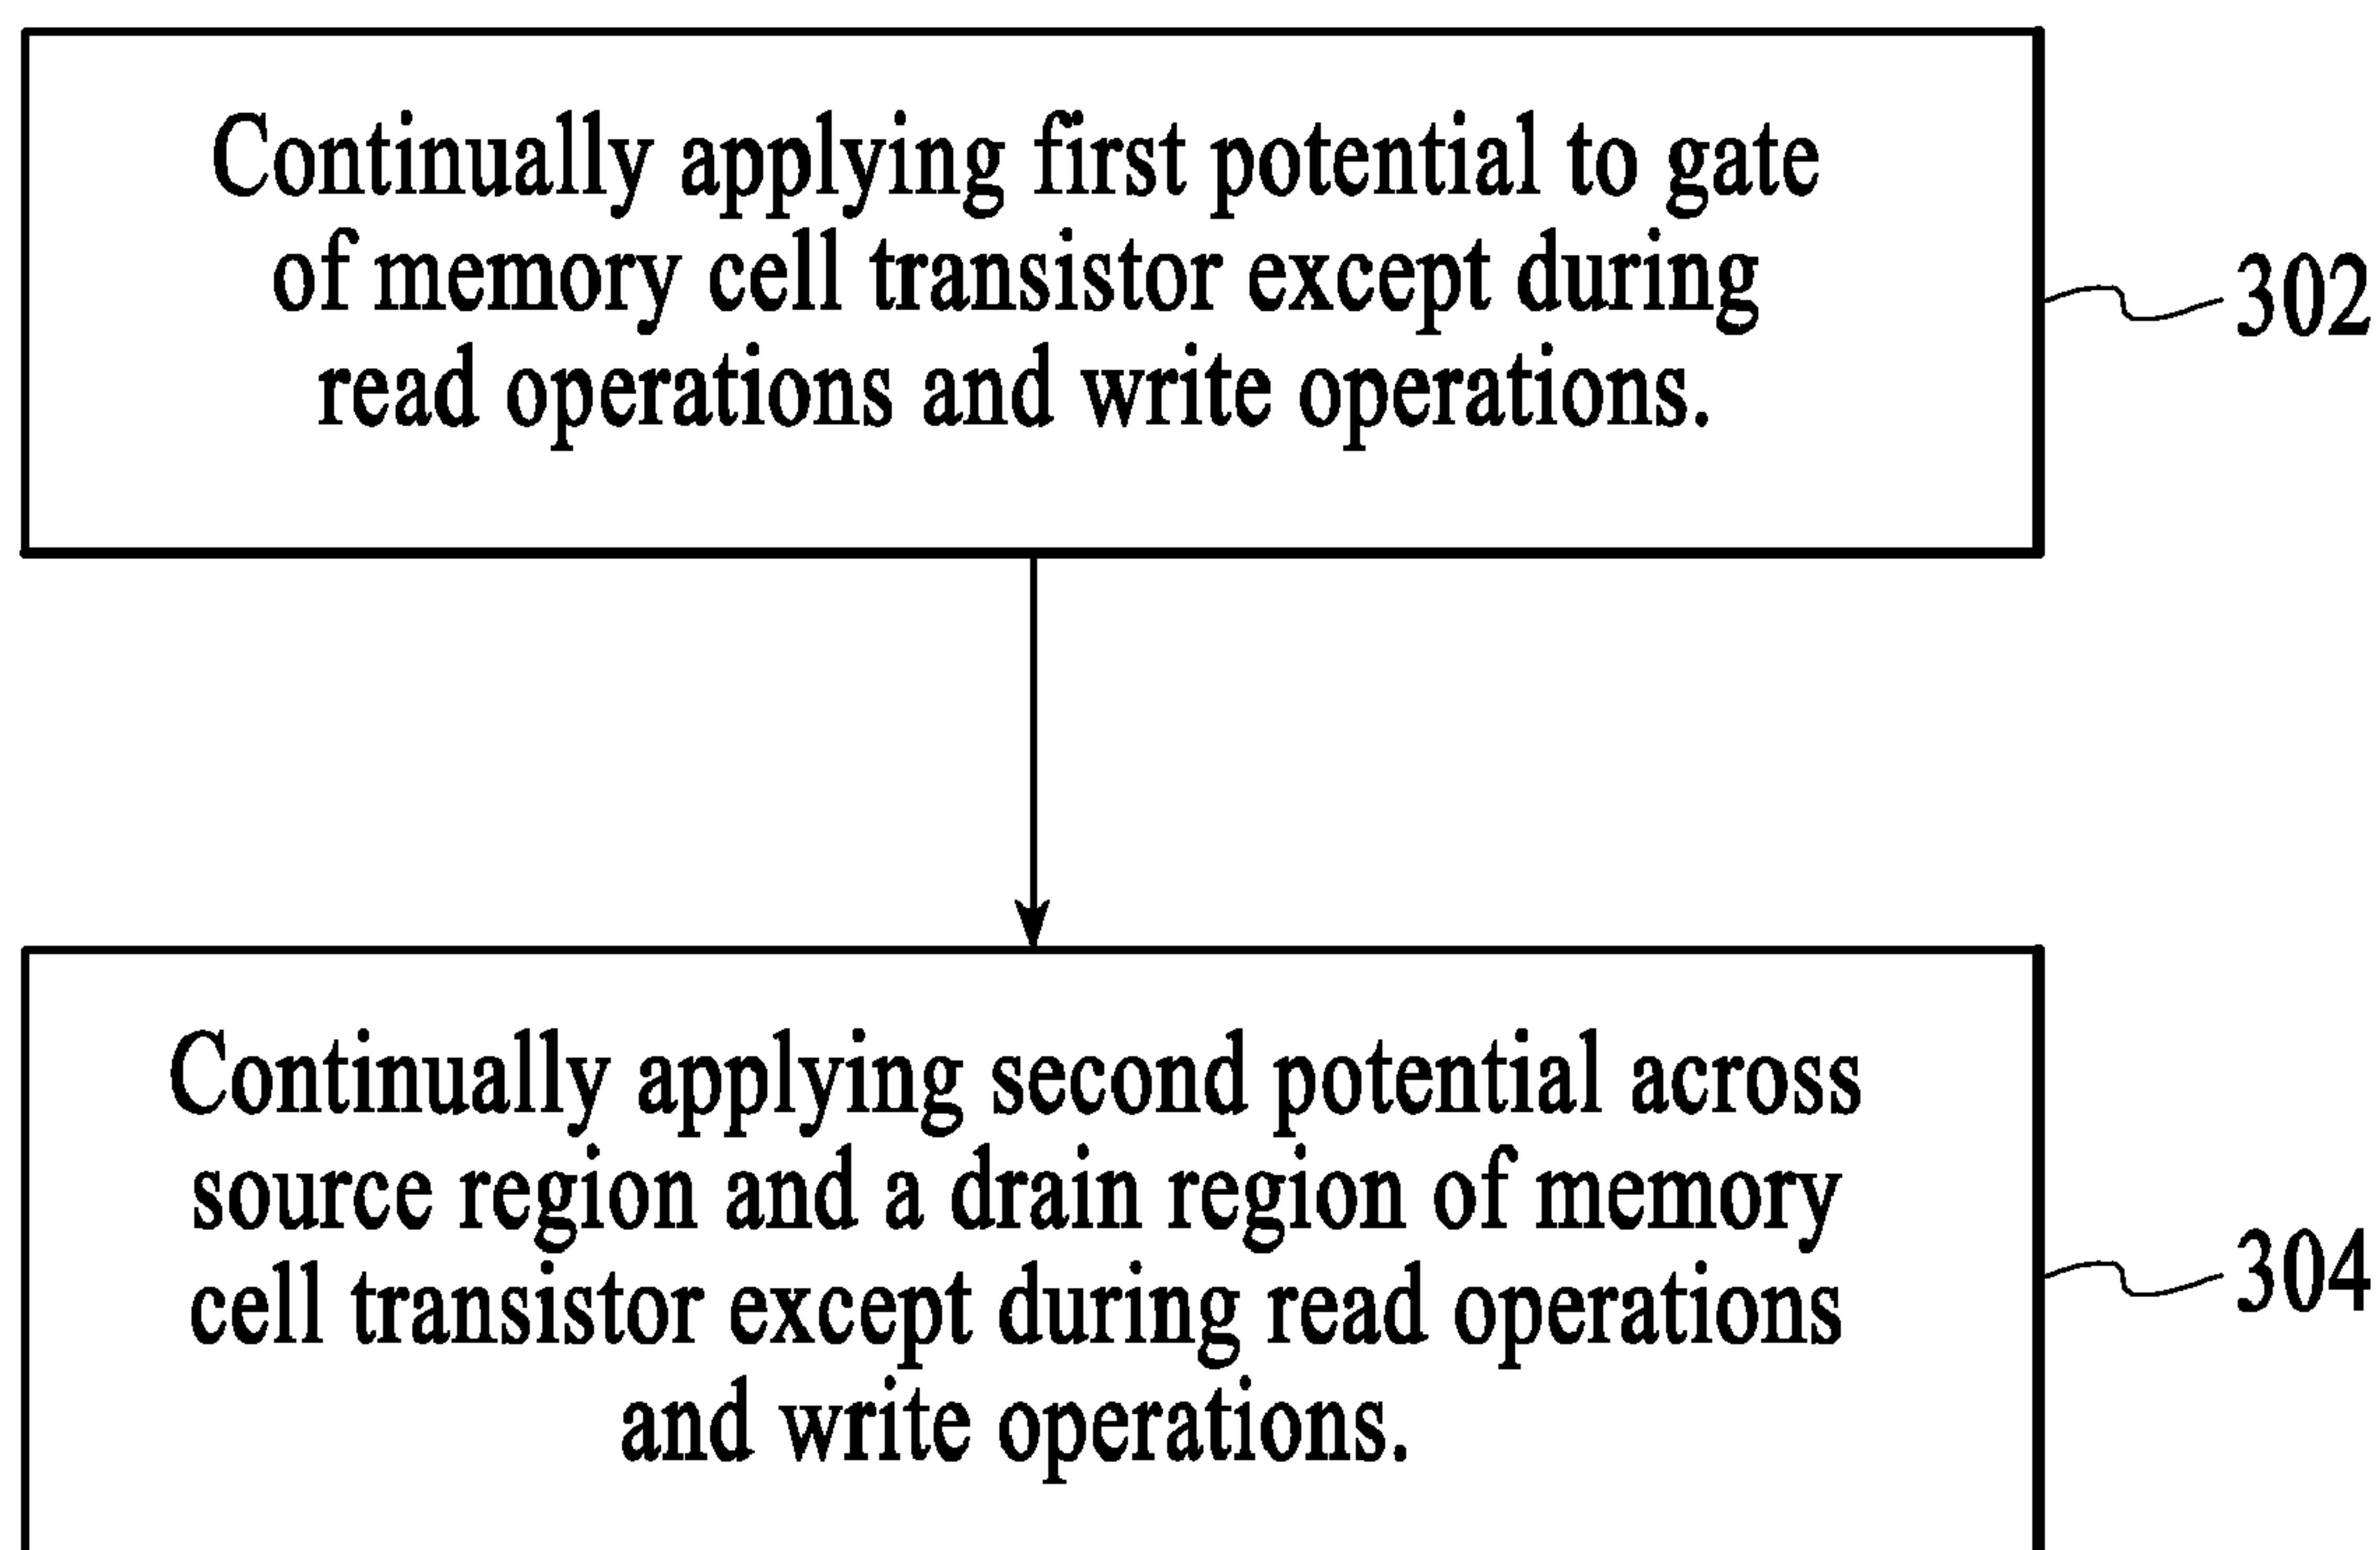 Continually applying first potential to gate
of memory cell transistor except during
read operations and write operations.
302
Continually applying second potential across
source region and a drain region of memory
cell transistor except during read operations
and write operations.
304